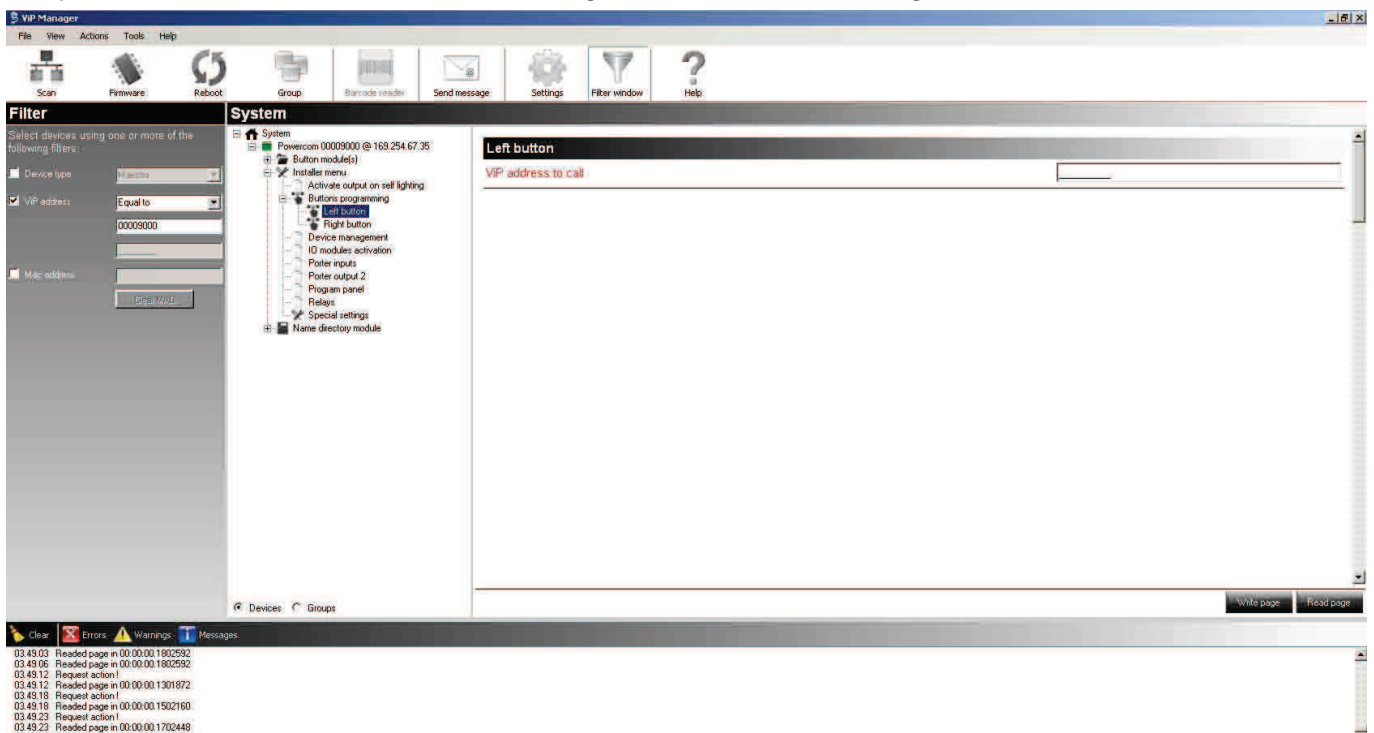 ViP Manager
File View Actions Tools Help
Scan Firmware Reboot Group Barcode reader Send message Settings Filter window Help
Filter
Select devices using one or more of the
following filters:
Device type Maestro
ViP address Equal to
00009000
Mac address
System
System
Powercom 00009000 @ 169.254.67.35
Button module(s)
Installer menu
Activate output on self lighting
Buttons programming
Left button
Right button
Device management
IO modules activation
Porter inputs
Porter output 2
Program panel
Relays
Special settings
Name directory module
Devices Groups
Left button
ViP address to call
Write page Read page
Clear Errors Warnings Messages
03.49.03 Readed page in 00:00:00.1802592
03.49.06 Readed page in 00:00:00.1802592
03.49.12 Request action !
03.49.12 Readed page in 00:00:00.1301872
03.49.18 Request action !
03.49.18 Readed page in 00:00:00.1502160
03.49.23 Request action !
03.49.23 Readed page in 00:00:00.1702448